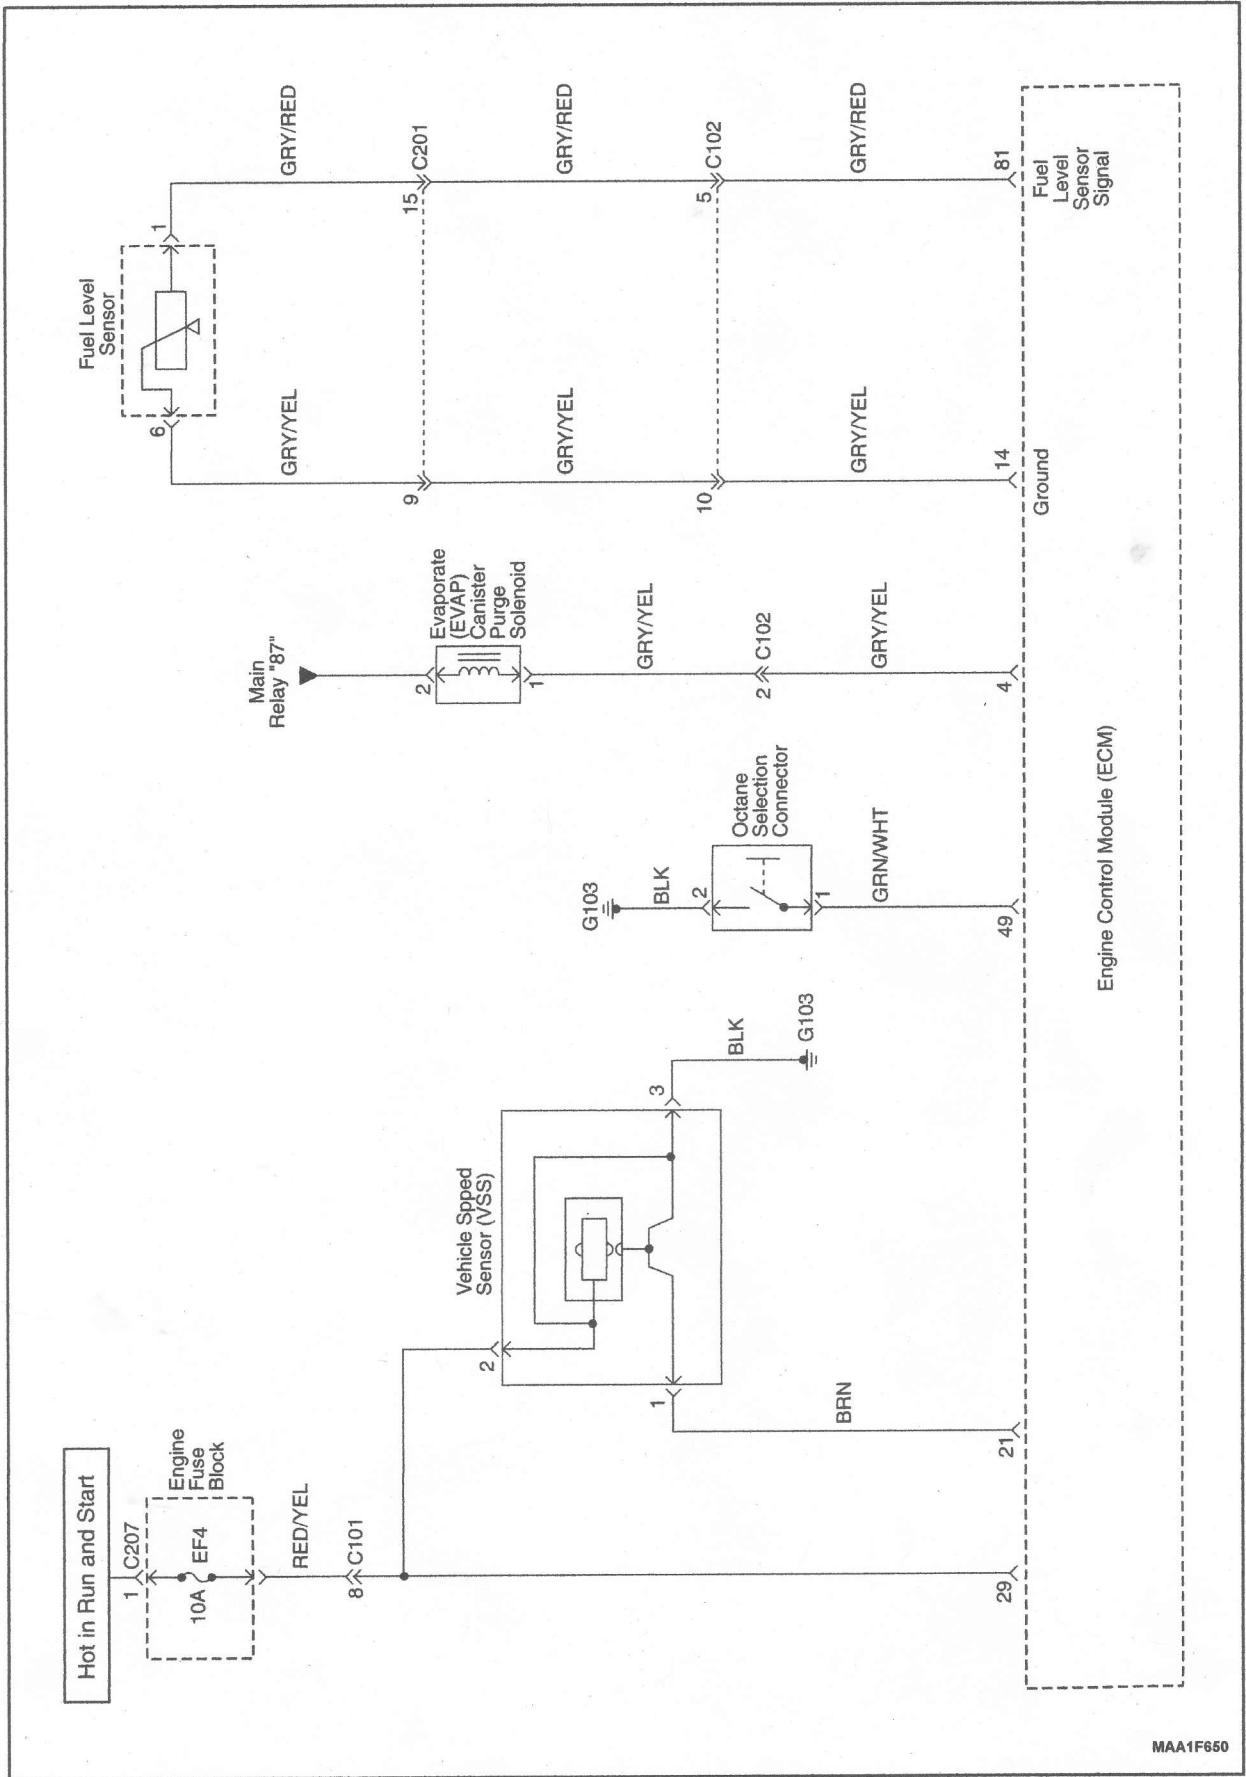 Hot in Run and Start
1
C207
10A
EF4
Engine
Fuse
Block
RED/YEL
8
C101
29
Vehicle Spped
Sensor (VSS)
2
1
3
BRN
21
BLK
G103
G103
BLK
2
Octane
Selection
Connector
1
GRN/WHT
49
Main
Relay "87"
2
Evaporate
(EVAP)
Canister
Purge
Solenoid
1
GRY/YEL
2
C102
GRY/YEL
4
Fuel Level
Sensor
6
1
GRY/YEL
GRY/RED
9
15
C201
GRY/YEL
GRY/RED
10
5
C102
GRY/YEL
GRY/RED
14
81
Ground
Fuel
Level
Sensor
Signal
Engine Control Module (ECM)
MAA1F650